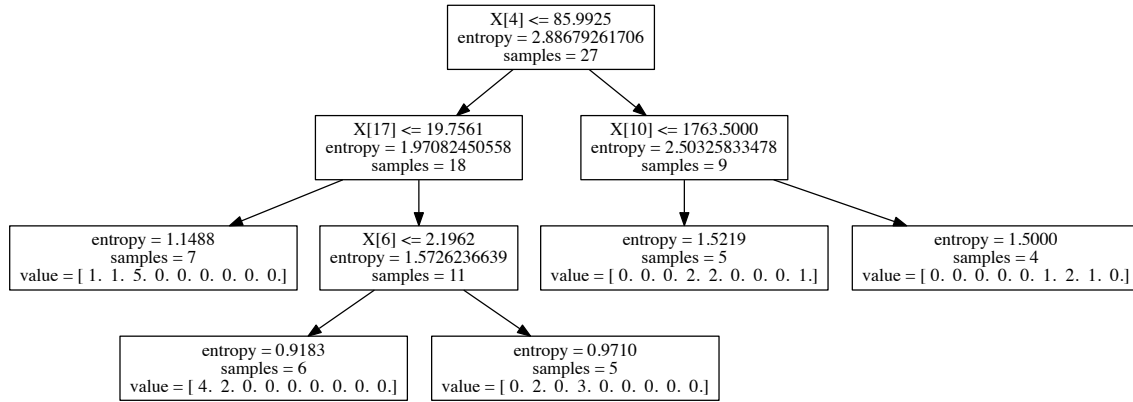 X[4] <= 85.9925
entropy = 2.88679261706
samples = 27
X[17] <= 19.7561
entropy = 1.97082450558
samples = 18
X[10] <= 1763.5000
entropy = 2.50325833478
samples = 9
entropy = 1.1488
samples = 7
value = [ 1. 1. 5. 0. 0. 0. 0. 0. 0.]
X[6] <= 2.1962
entropy = 1.5726236639
samples = 11
entropy = 1.5219
samples = 5
value = [ 0. 0. 0. 2. 2. 0. 0. 0. 1.]
entropy = 1.5000
samples = 4
value = [ 0. 0. 0. 0. 0. 1. 2. 1. 0.]
entropy = 0.9183
samples = 6
value = [ 4. 2. 0. 0. 0. 0. 0. 0. 0.]
entropy = 0.9710
samples = 5
value = [ 0. 2. 0. 3. 0. 0. 0. 0. 0.]